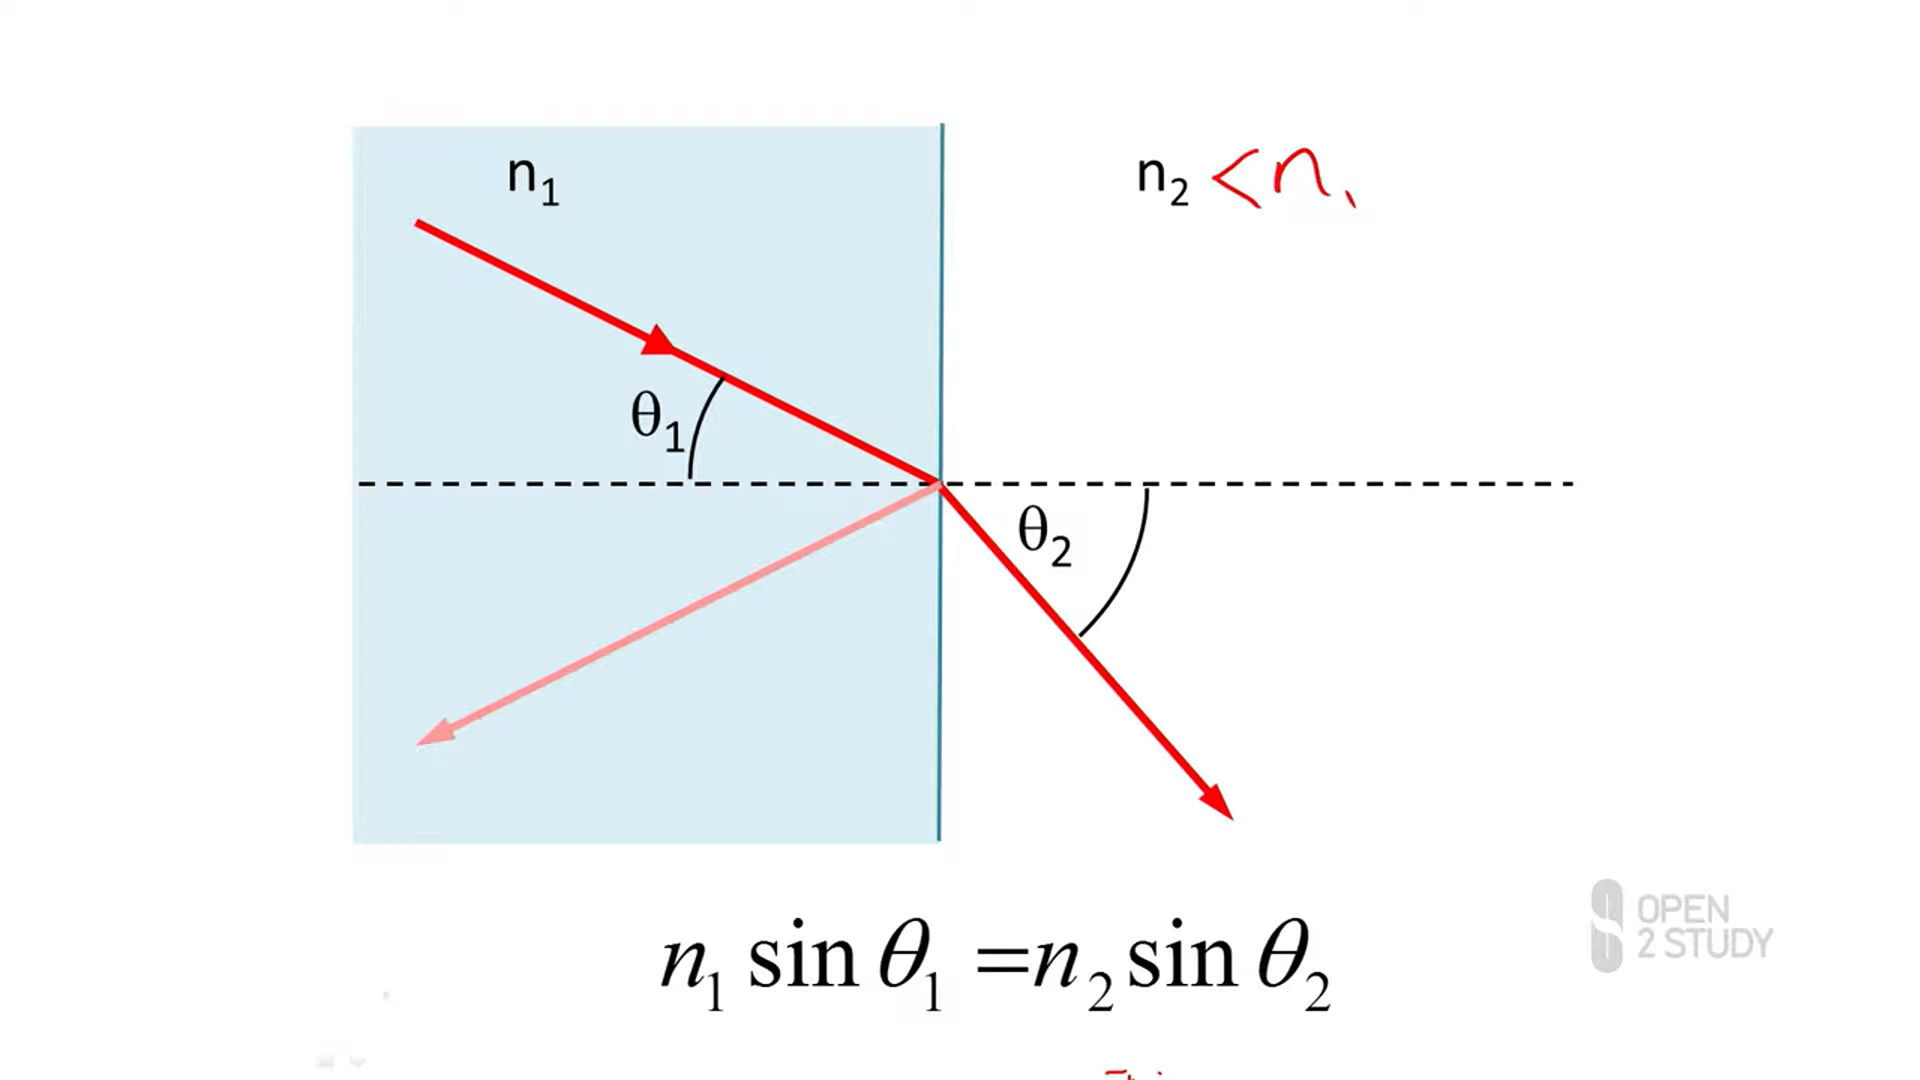 n₁
n₂ < n₁
θ₁
θ₂
n₁ sin θ₁ = n₂ sin θ₂
OPEN
2 STUDY